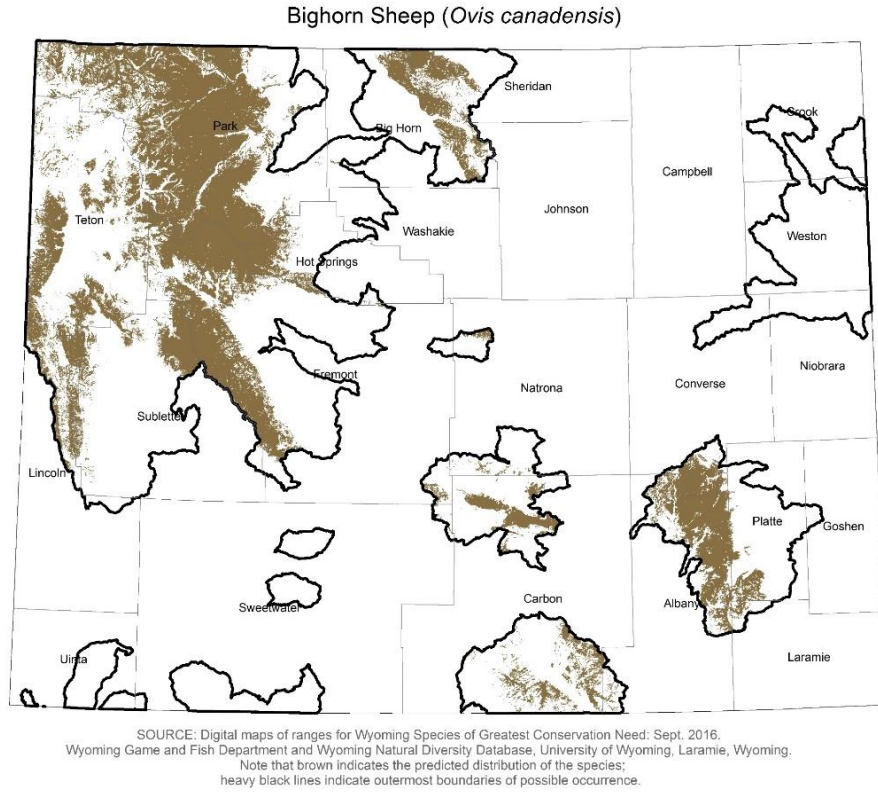 Bighorn Sheep (Ovis canadensis)
Sheridan
Crook
Park
Big Horn
Campbell
Johnson
Teton
Washakie
Weston
Hot Springs
Fremont
Natrona
Converse
Niobrara
Sublette
Lincoln
Platte
Goshen
Carbon
Albany
Sweetwater
Uinta
Laramie
SOURCE: Digital maps of ranges for Wyoming Species of Greatest Conservation Need: Sept. 2016.
Wyoming Game and Fish Department and Wyoming Natural Diversity Database, University of Wyoming, Laramie, Wyoming.
Note that brown indicates the predicted distribution of the species;
heavy black lines indicate outermost boundaries of possible occurrence.